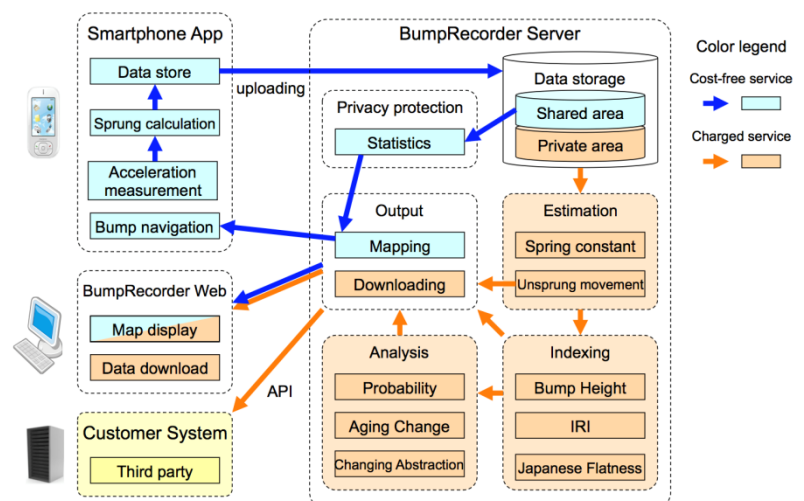 Smartphone App
Data store
Sprung calculation
Acceleration
measurement
Bump navigation
uploading
BumpRecorder Server
Data storage
Shared area
Private area
Privacy protection
Statistics
Output
Mapping
Downloading
Estimation
Spring constant
Unsprung movement
Analysis
Probability
Aging Change
Changing Abstraction
Indexing
Bump Height
IRI
Japanese Flatness
BumpRecorder Web
Map display
Data download
API
Customer System
Third party
Color legend
Cost-free service
Charged service